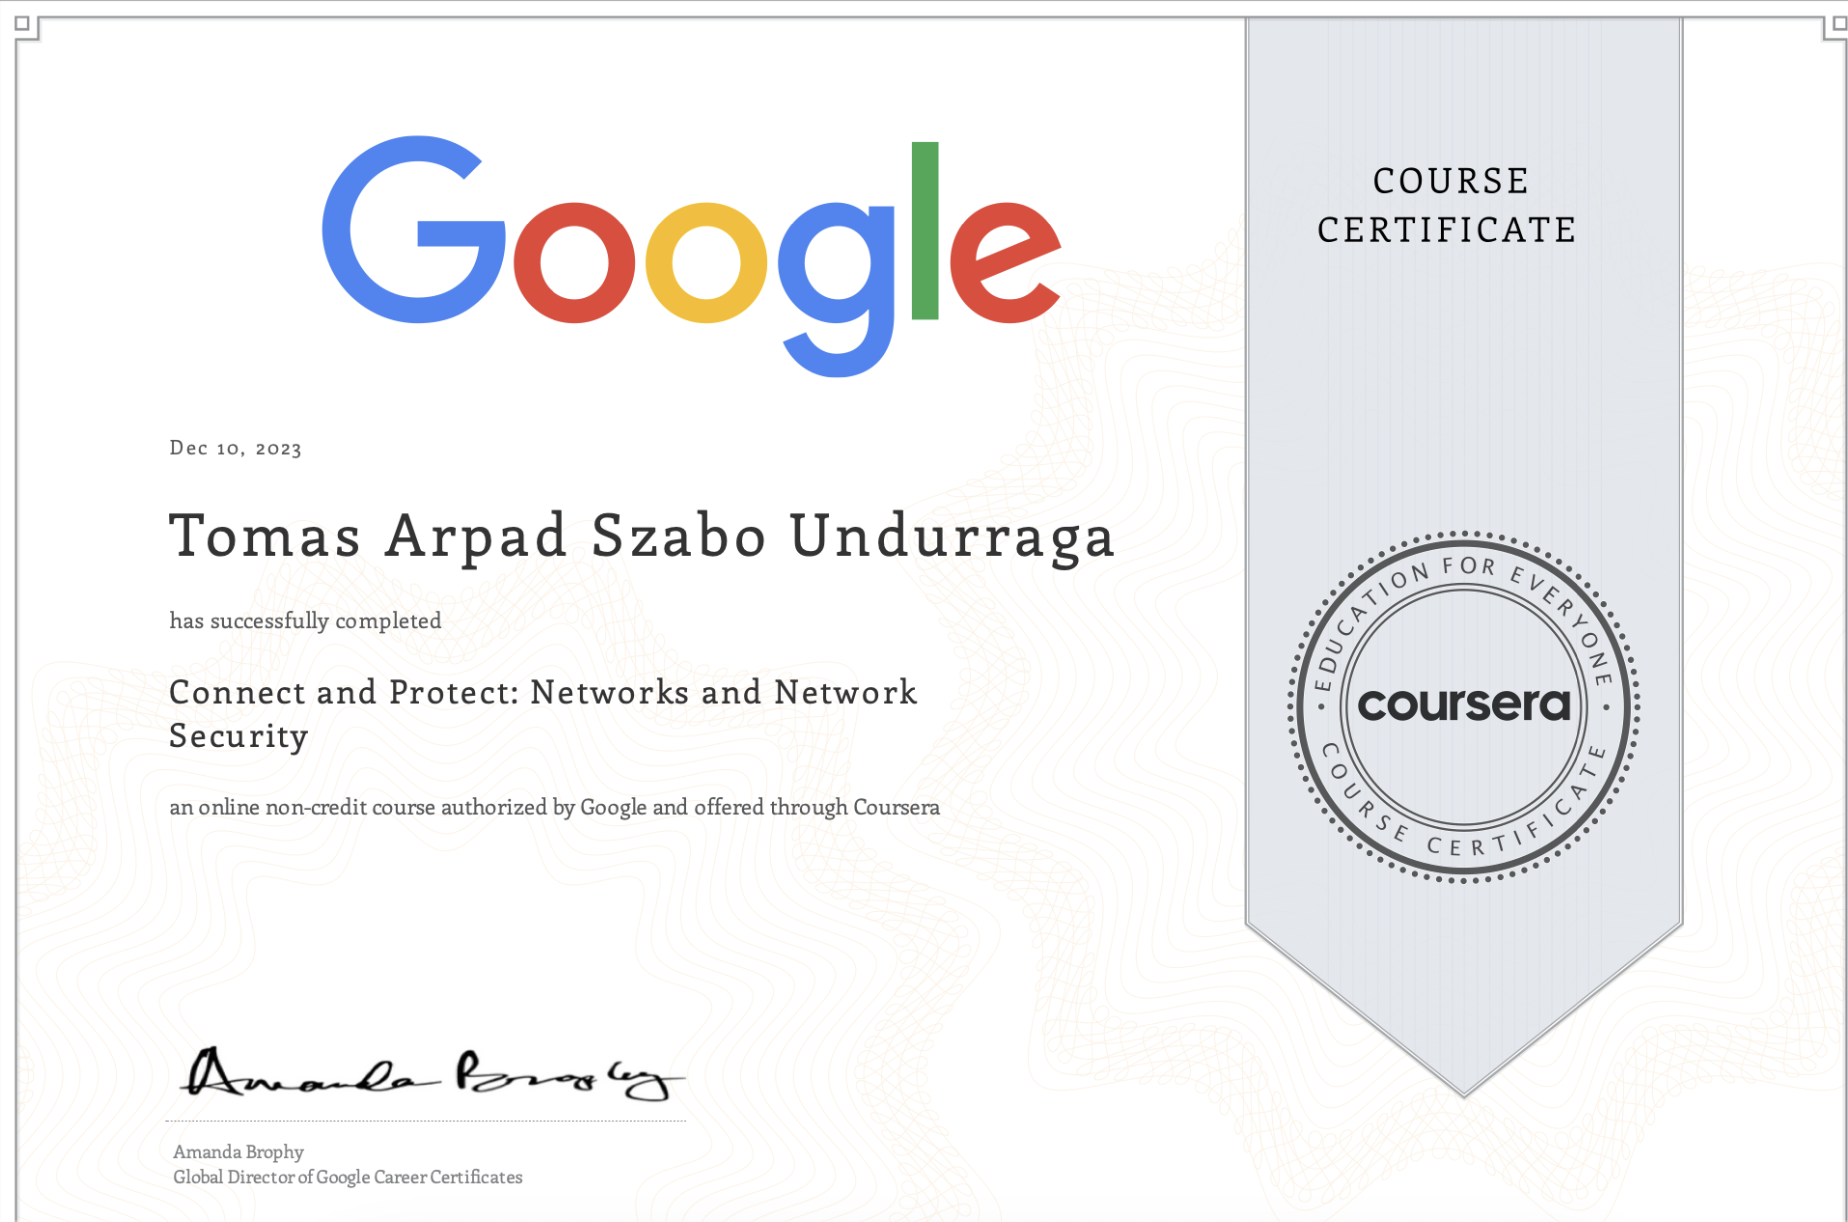 Google
COURSE
CERTIFICATE
Dec 10, 2023
Tomas Arpad Szabo Undurraga
has successfully completed
Connect and Protect: Networks and Network
Security
an online non-credit course authorized by Google and offered through Coursera
EDUCATION FOR EVERYONE
coursera
COURSE CERTIFICATE
Amanda Brophy
Amanda Brophy
Global Director of Google Career Certificates